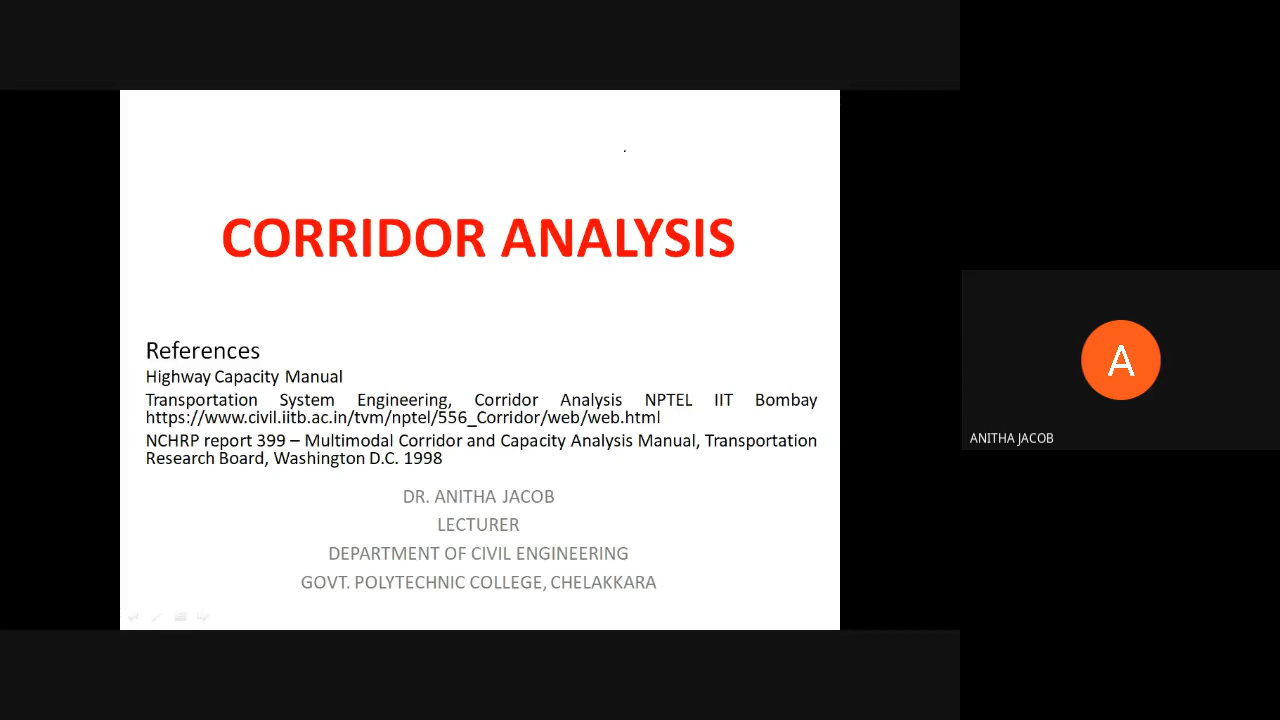 CORRIDOR ANALYSIS
References
Highway Capacity Manual
Transportation System Engineering, Corridor Analysis NPTEL IIT Bombay
https://www.civil.iitb.ac.in/tvm/nptel/556_Corridor/web/web.html
NCHRP report 399 – Multimodal Corridor and Capacity Analysis Manual, Transportation
Research Board, Washington D.C. 1998
DR. ANITHA JACOB
LECTURER
DEPARTMENT OF CIVIL ENGINEERING
GOVT. POLYTECHNIC COLLEGE, CHELAKKARA
A
ANITHA JACOB